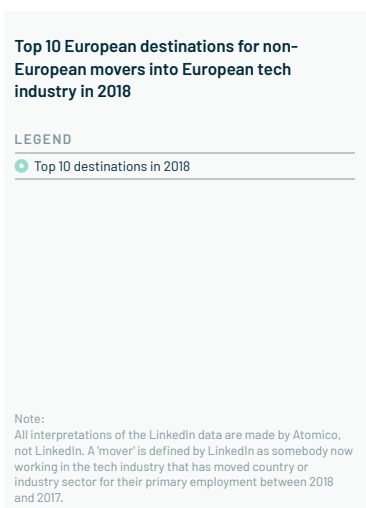 Top 10 European destinations for non-
European movers into European tech
industry in 2018
LEGEND
Top 10 destinations in 2018
Note:
All interpretations of the LinkedIn data are made by Atomico,
not LinkedIn. A 'mover' is defined by LinkedIn as somebody now
working in the tech industry that has moved country or
industry sector for their primary employment between 2018
and 2017.